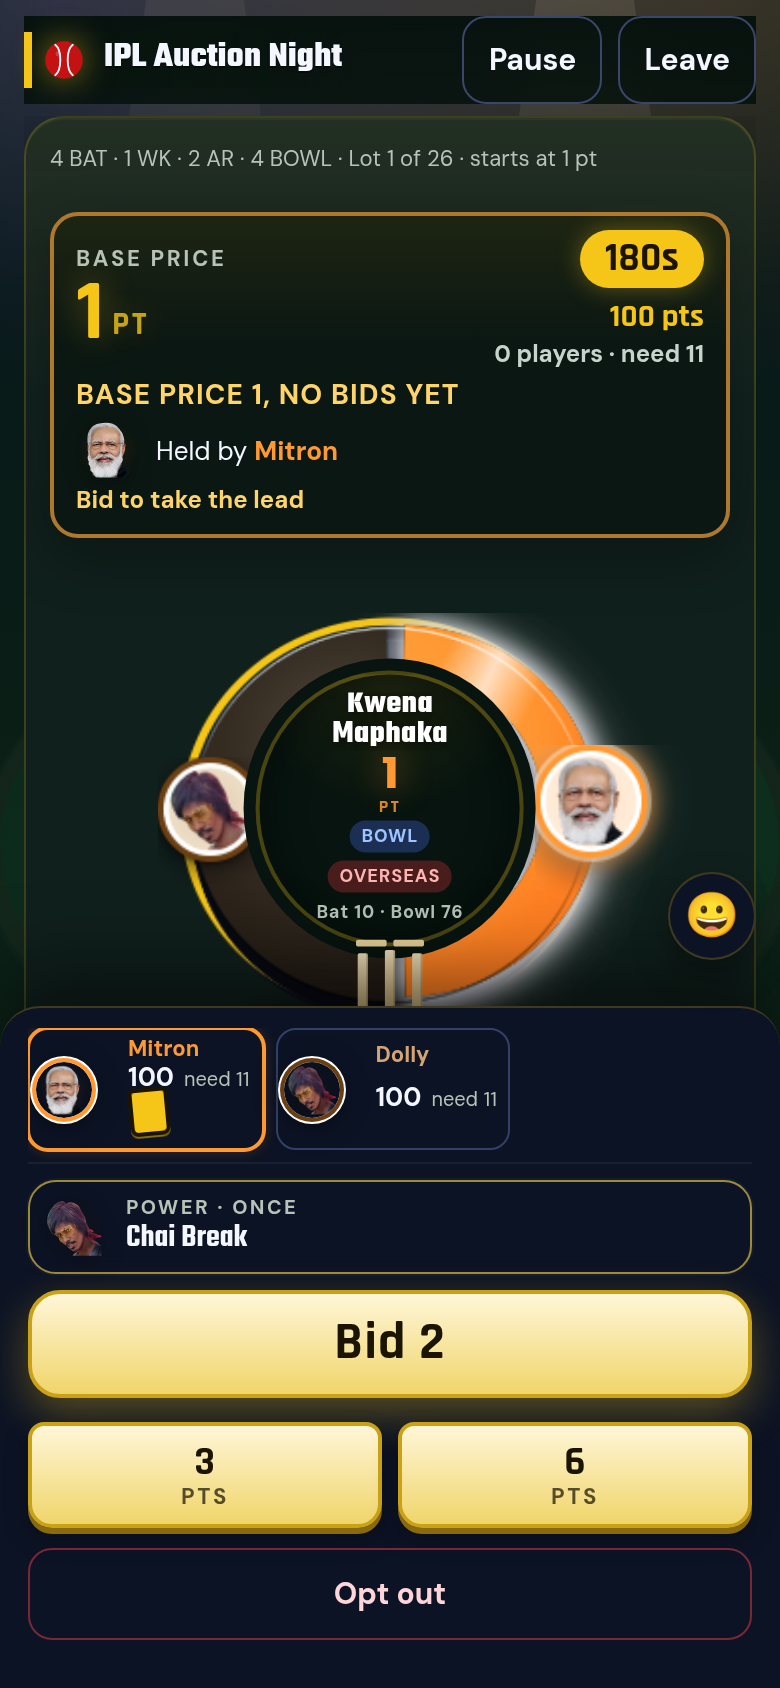 IPL Auction Night
Pause
Leave
4 BAT · 1 WK · 2 AR · 4 BOWL · Lot 1 of 26 · starts at 1 pt
BASE PRICE
180s
1 PT
100 pts
0 players · need 11
BASE PRICE 1, NO BIDS YET
Held by Mitron
Bid to take the lead
Kwena
Maphaka
1
PT
BOWL
OVERSEAS
Bat 10 · Bowl 76
Mitron
100 need 11
Dolly
100 need 11
POWER · ONCE
Chai Break
Bid 2
3
PTS
6
PTS
Opt out